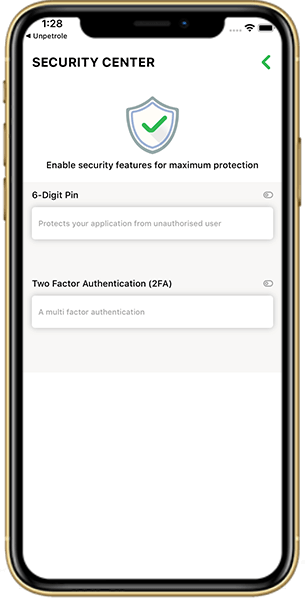 1:28
◀ Unpetrole
SECURITY CENTER
Enable security features for maximum protection
6-Digit Pin
Protects your application from unauthorised user
Two Factor Authentication (2FA)
A multi factor authentication